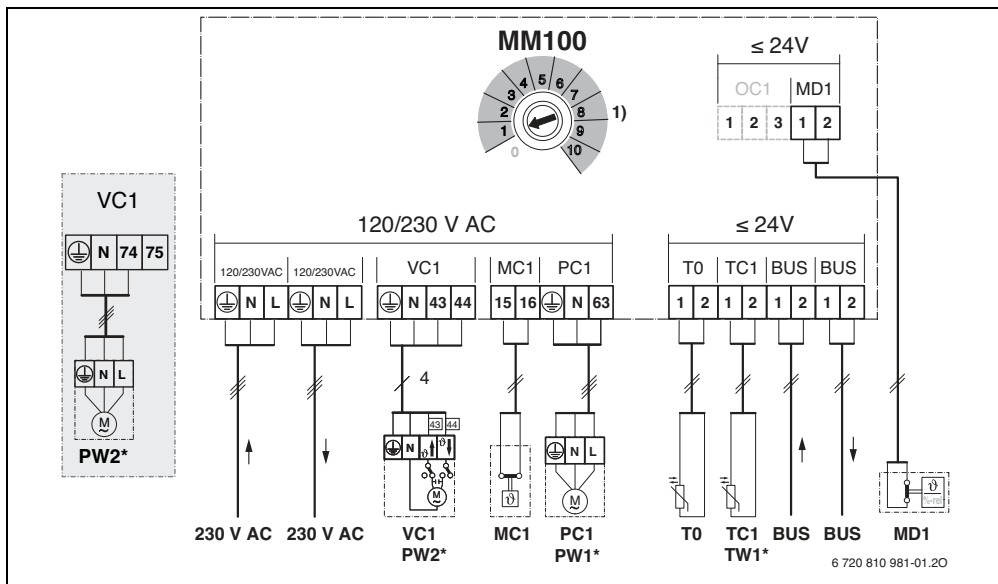 MM100
≤ 24V
OC1 MD1
1 2 3 1 2
0 1 2 3 4 5 6 7 8 9 10
1)
VC1
N 74 75
N L
M
~
PW2*
120/230 V AC
≤ 24V
120/230VAC 120/230VAC VC1 MC1 PC1 T0 TC1 BUS BUS
N L N L N 43 44 15 16 N 63 1 2 1 2 1 2 1 2
4
43 44
N ϑ ϑ
M
~
ϑ
N L
M
~
ϑ
%-rel
230 V AC 230 V AC VC1 MC1 PC1 T0 TC1 BUS BUS MD1
PW2* PW1* TW1*
6 720 810 981-01.2O